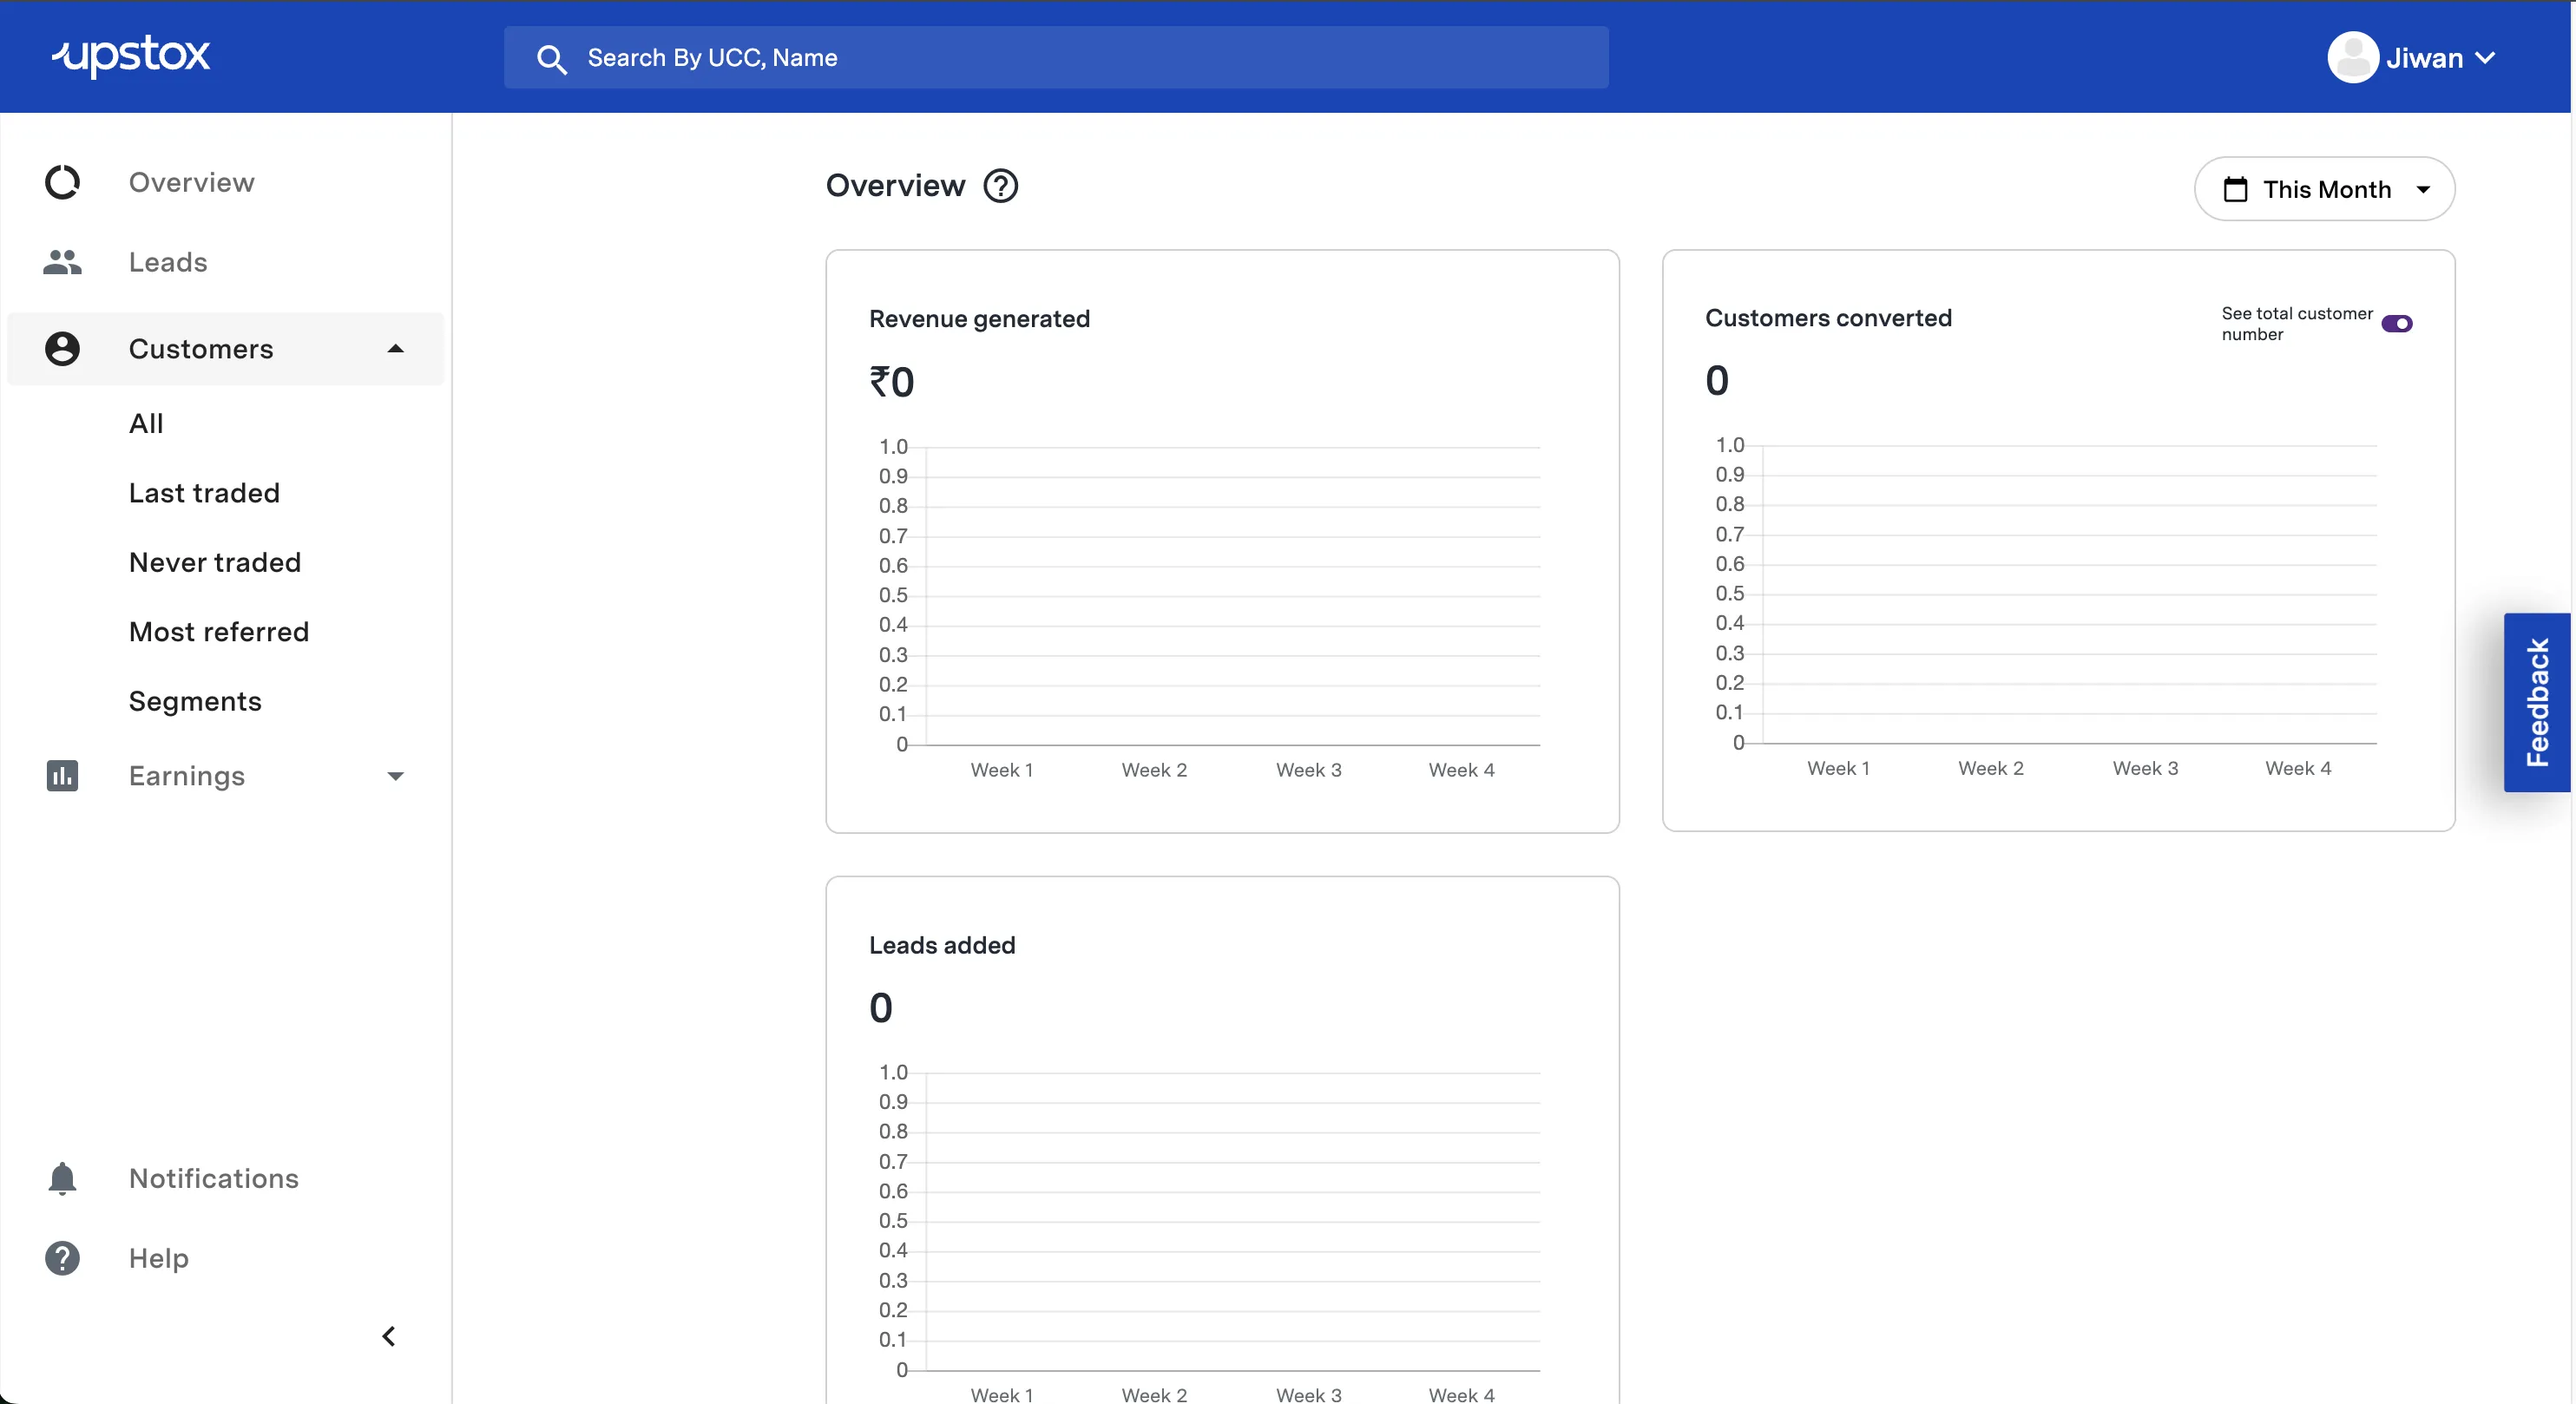 upstox
Search By UCC, Name
Jiwan
Overview
Leads
Customers
All
Last traded
Never traded
Most referred
Segments
Earnings
Notifications
Help
Overview
This Month
Revenue generated
₹0
1.0
0.9
0.8
0.7
0.6
0.5
0.4
0.3
0.2
0.1
0
Week 1 Week 2 Week 3 Week 4
Customers converted
See total customer
number
0
1.0
0.9
0.8
0.7
0.6
0.5
0.4
0.3
0.2
0.1
0
Week 1 Week 2 Week 3 Week 4
Leads added
0
1.0
0.9
0.8
0.7
0.6
0.5
0.4
0.3
0.2
0.1
0
Week 1 Week 2 Week 3 Week 4
Feedback